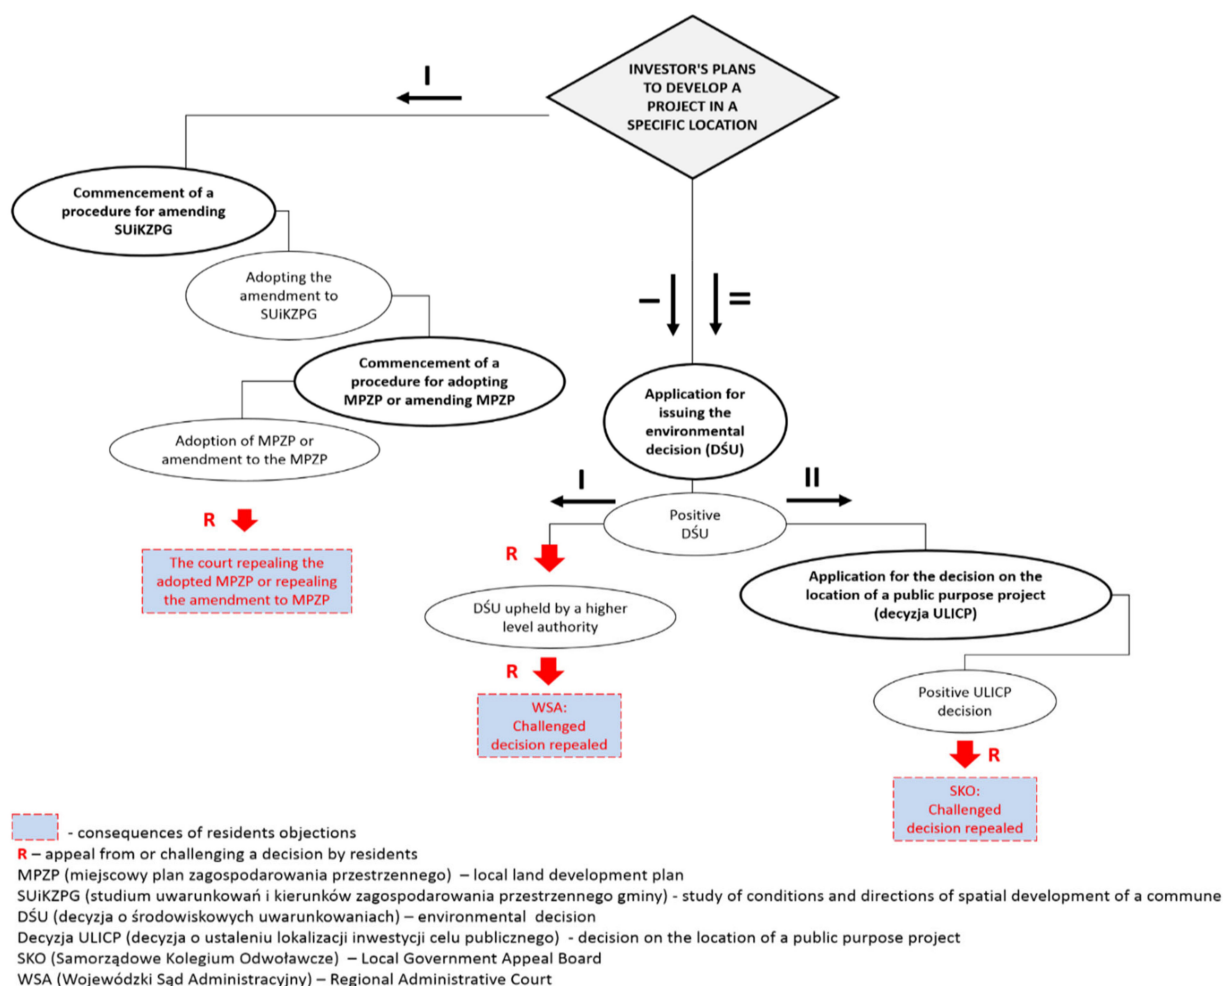 INVESTOR'S PLANS
TO DEVELOP A
PROJECT IN A
SPECIFIC LOCATION
I
Commencement of a
procedure for amending
SUiKZPG
Adopting the
amendment to
SUiKZPG
Commencement of a
procedure for adopting
MPZP or amending MPZP
Adoption of MPZP or
amendment to the MPZP
R
The court repealing the
adopted MPZP or repealing
the amendment to MPZP
I
II
Application for
issuing the
environmental
decision (DŚU)
I
II
Positive
DŚU
R
DŚU upheld by a higher
level authority
R
WSA:
Challenged
decision repealed
Application for the decision on the
location of a public purpose project
(decyzja ULICP)
Positive ULICP
decision
R
SKO:
Challenged
decision repealed
- consequences of residents objections
R – appeal from or challenging a decision by residents
MPZP (miejscowy plan zagospodarowania przestrzennego) – local land development plan
SUiKZPG (studium uwarunkowań i kierunków zagospodarowania przestrzennego gminy) - study of conditions and directions of spatial development of a commune
DŚU (decyzja o środowiskowych uwarunkowaniach) – environmental decision
Decyzja ULICP (decyzja o ustaleniu lokalizacji inwestycji celu publicznego) - decision on the location of a public purpose project
SKO (Samorządowe Kolegium Odwoławcze) – Local Government Appeal Board
WSA (Wojewódzki Sąd Administracyjny) – Regional Administrative Court